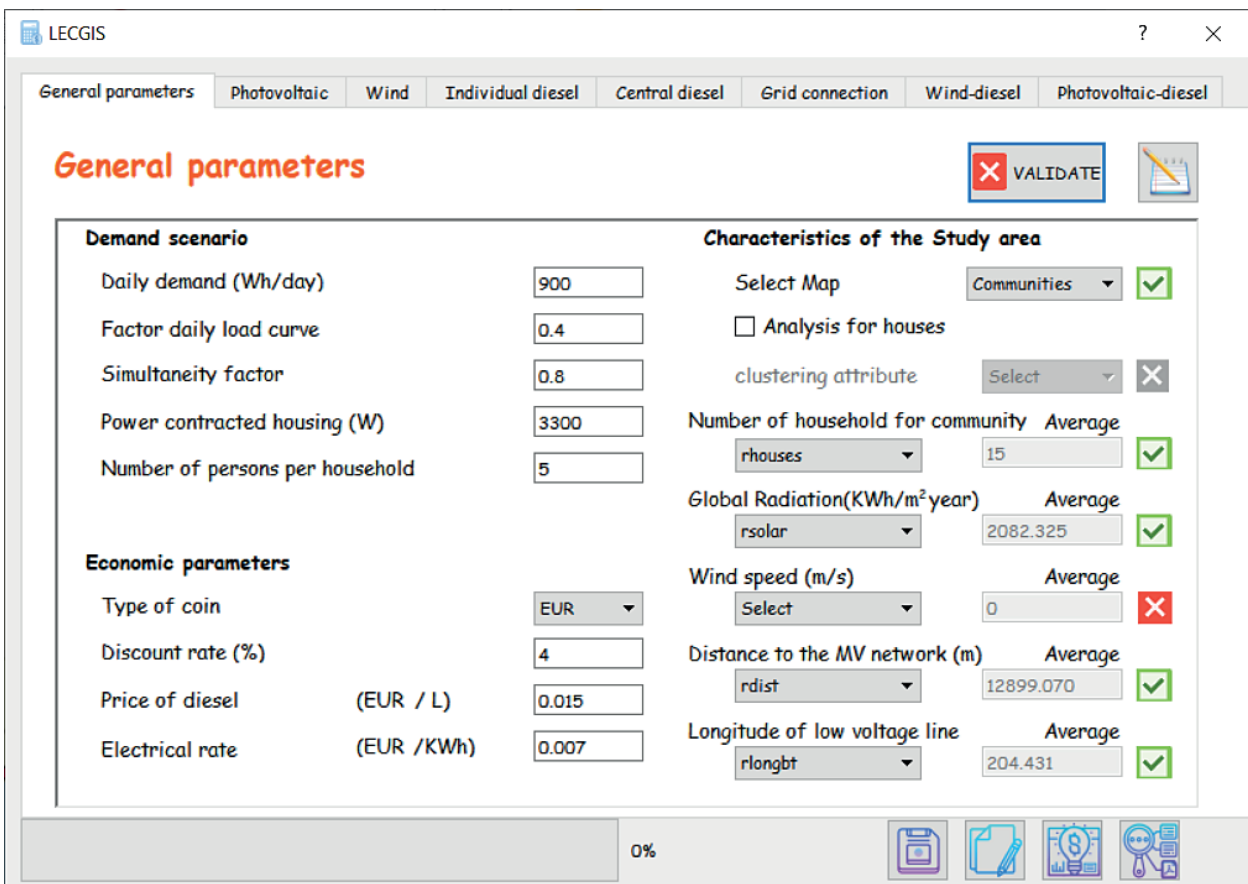 LECGIS
?
General parameters Photovoltaic Wind Individual diesel Central diesel Grid connection Wind-diesel Photovoltaic-diesel
General parameters
VALIDATE
Demand scenario
Daily demand (Wh/day) 900
Factor daily load curve 0.4
Simultaneity factor 0.8
Power contracted housing (W) 3300
Number of persons per household 5
Economic parameters
Type of coin EUR
Discount rate (%) 4
Price of diesel (EUR / L) 0.015
Electrical rate (EUR /KWh) 0.007
Characteristics of the Study area
Select Map Communities
Analysis for houses
clustering attribute Select
Number of household for community Average
rhouses 15
Global Radiation(KWh/m² year) Average
rsolar 2082.325
Wind speed (m/s) Average
Select 0
Distance to the MV network (m) Average
rdist 12899.070
Longitude of low voltage line Average
rlongbt 204.431
0%